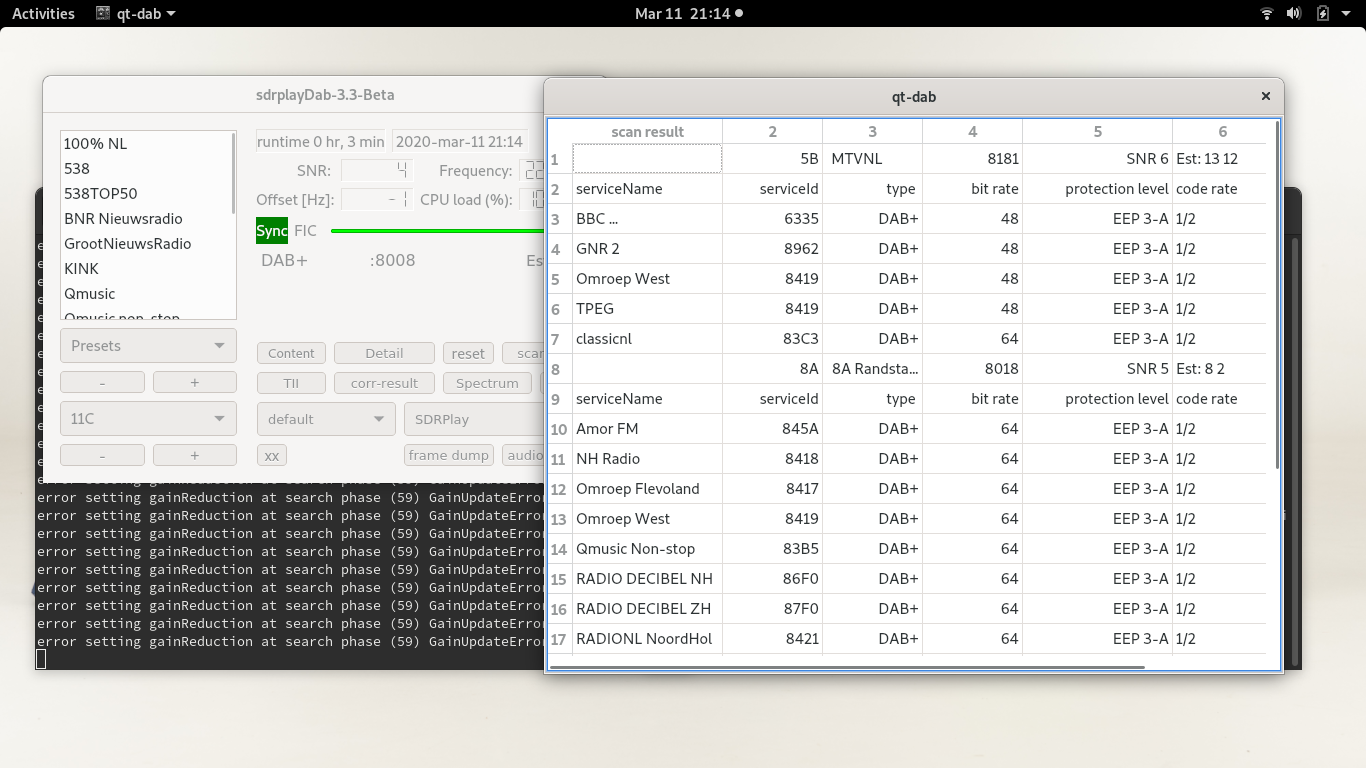 Activities qt-dab Mar 11 21:14
sdrplayDab-3.3-Beta
100% NL
538
538TOP50
BNR Nieuwsradio
GrootNieuwsRadio
KINK
Qmusic
Qmusic non-stop
Presets
- +
11C
- +
runtime 0 hr, 3 min 2020-mar-11 21:14
SNR: 4 Frequency:
Offset [Hz]: -1 CPU load (%):
Sync FIC
DAB+ :8008
Content Detail reset
TII corr-result Spectrum
default SDRPlay
xx frame dump audio
error setting gainReduction at search phase (59) GainUpdateError
error setting gainReduction at search phase (59) GainUpdateError
error setting gainReduction at search phase (59) GainUpdateError
error setting gainReduction at search phase (59) GainUpdateError
error setting gainReduction at search phase (59) GainUpdateError
error setting gainReduction at search phase (59) GainUpdateError
error setting gainReduction at search phase (59) GainUpdateError
error setting gainReduction at search phase (59) GainUpdateError
error setting gainReduction at search phase (59) GainUpdateError
qt-dab ×
scan result 2 3 4 5 6
1 5B MTVNL 8181 SNR 6 Est: 13 12
2 serviceName serviceId type bit rate protection level code rate
3 BBC ... 6335 DAB+ 48 EEP 3-A 1/2
4 GNR 2 8962 DAB+ 48 EEP 3-A 1/2
5 Omroep West 8419 DAB+ 48 EEP 3-A 1/2
6 TPEG 8419 DAB+ 48 EEP 3-A 1/2
7 classicnl 83C3 DAB+ 64 EEP 3-A 1/2
8 8A 8A Randsta... 8018 SNR 5 Est: 8 2
9 serviceName serviceId type bit rate protection level code rate
10 Amor FM 845A DAB+ 64 EEP 3-A 1/2
11 NH Radio 8418 DAB+ 64 EEP 3-A 1/2
12 Omroep Flevoland 8417 DAB+ 64 EEP 3-A 1/2
13 Omroep West 8419 DAB+ 64 EEP 3-A 1/2
14 Qmusic Non-stop 83B5 DAB+ 64 EEP 3-A 1/2
15 RADIO DECIBEL NH 86F0 DAB+ 64 EEP 3-A 1/2
16 RADIO DECIBEL ZH 87F0 DAB+ 64 EEP 3-A 1/2
17 RADIONL NoordHol 8421 DAB+ 64 EEP 3-A 1/2